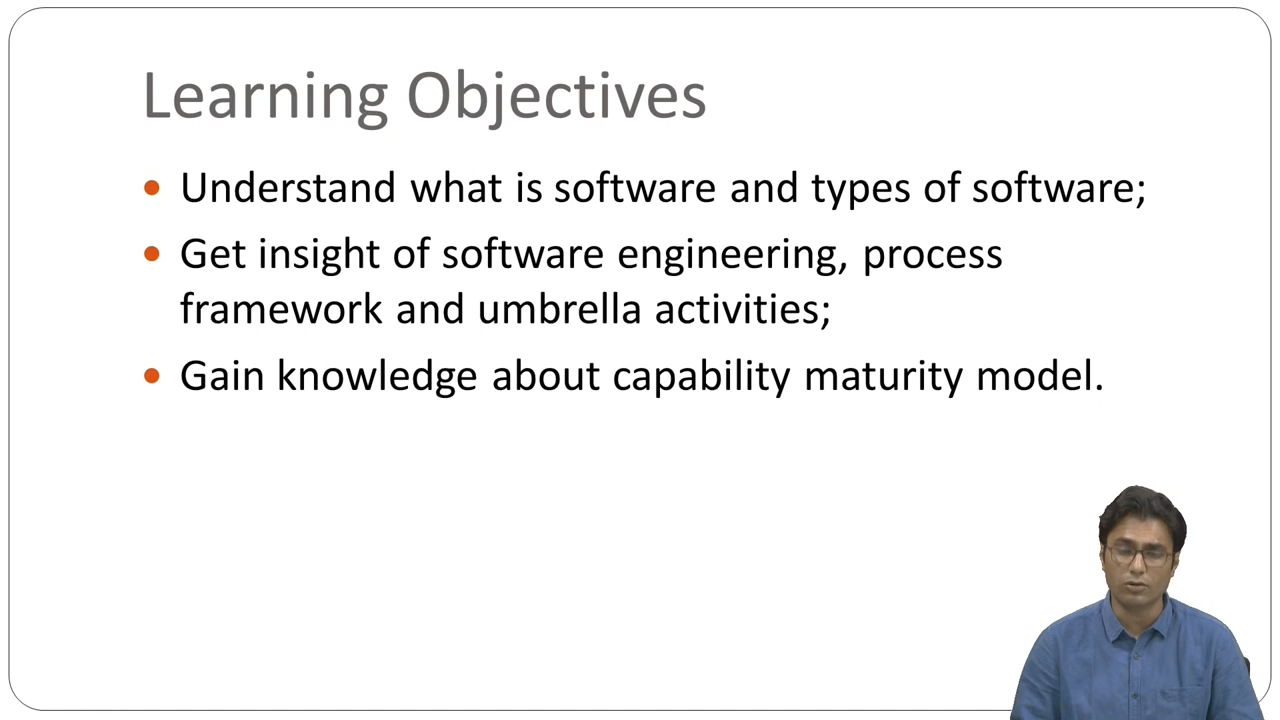 Learning Objectives
Understand what is software and types of software;
Get insight of software engineering, process
framework and umbrella activities;
Gain knowledge about capability maturity model.